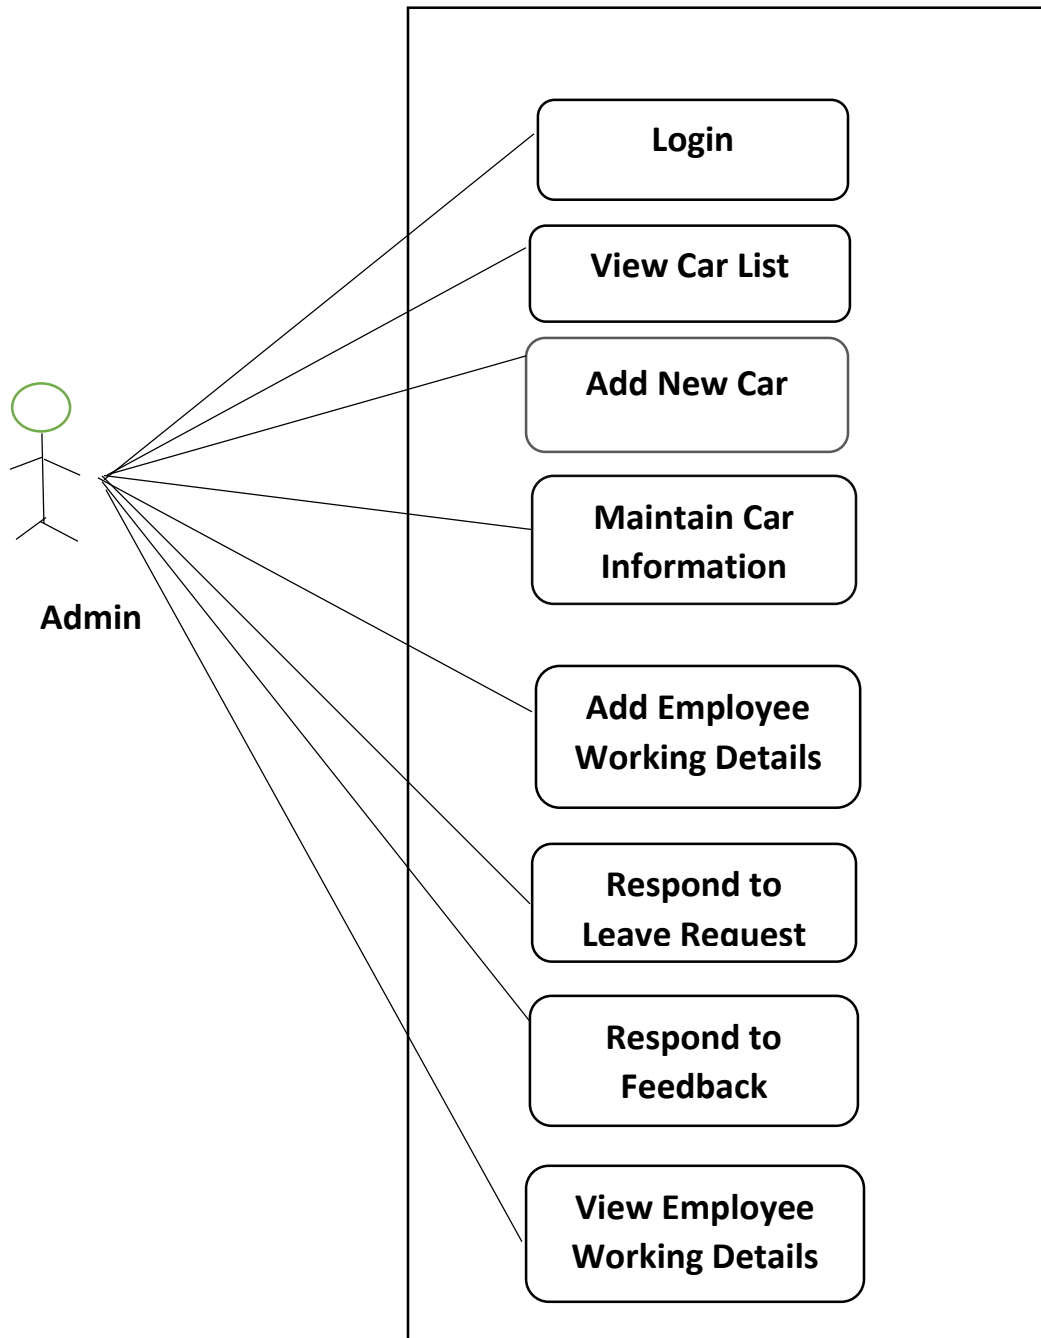 Login
View Car List
Add New Car
Maintain Car
Information
Admin
Add Employee
Working Details
Respond to
Leave Request
Respond to
Feedback
View Employee
Working Details